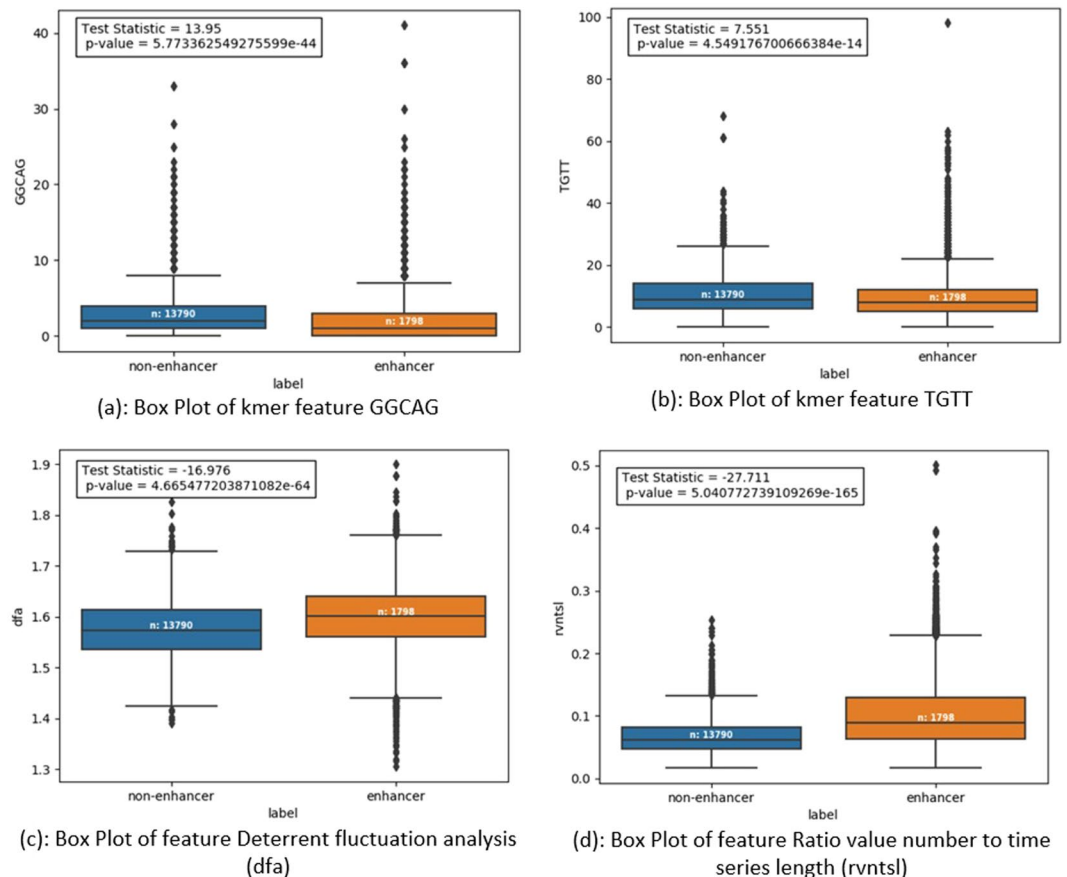 Test Statistic = 13.95
p-value = 5.773362549275599e-44
40
30
20
10
0
GGCAG
n: 13790
n: 1798
non-enhancer
enhancer
label
(a): Box Plot of kmer feature GGCAG
Test Statistic = 7.551
p-value = 4.549176700666384e-14
100
80
60
40
20
0
TGTT
n: 13790
n: 1798
non-enhancer
enhancer
label
(b): Box Plot of kmer feature TGTT
Test Statistic = -16.976
p-value = 4.665477203871082e-64
1.9
1.8
1.7
1.6
1.5
1.4
1.3
dfa
n: 13790
n: 1798
non-enhancer
enhancer
label
(c): Box Plot of feature Deterrent fluctuation analysis
(dfa)
Test Statistic = -27.711
p-value = 5.040772739109269e-165
0.5
0.4
0.3
0.2
0.1
0.0
rvntsl
n: 13790
n: 1798
non-enhancer
enhancer
label
(d): Box Plot of feature Ratio value number to time
series length (rvntsl)